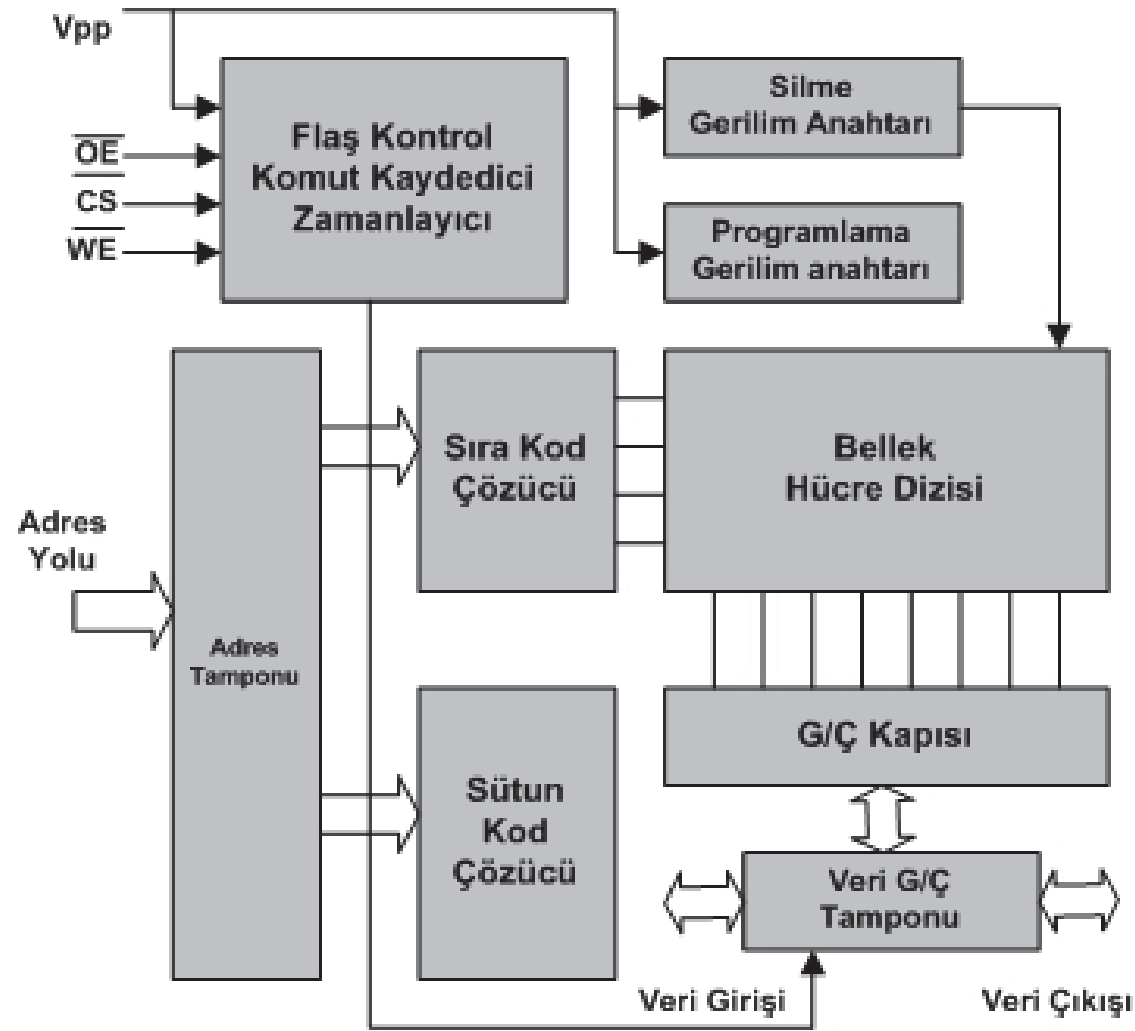 Vpp
OE
CS
WE
Flaş Kontrol
Komut Kaydedici
Zamanlayıcı
Silme
Gerilim Anahtarı
Programlama
Gerilim anahtarı
Adres
Yolu
Adres
Tamponu
Sıra Kod
Çözücü
Bellek
Hücre Dizisi
Sütun
Kod
Çözücü
G/Ç Kapısı
Veri G/Ç
Tamponu
Veri Girişi
Veri Çıkışı